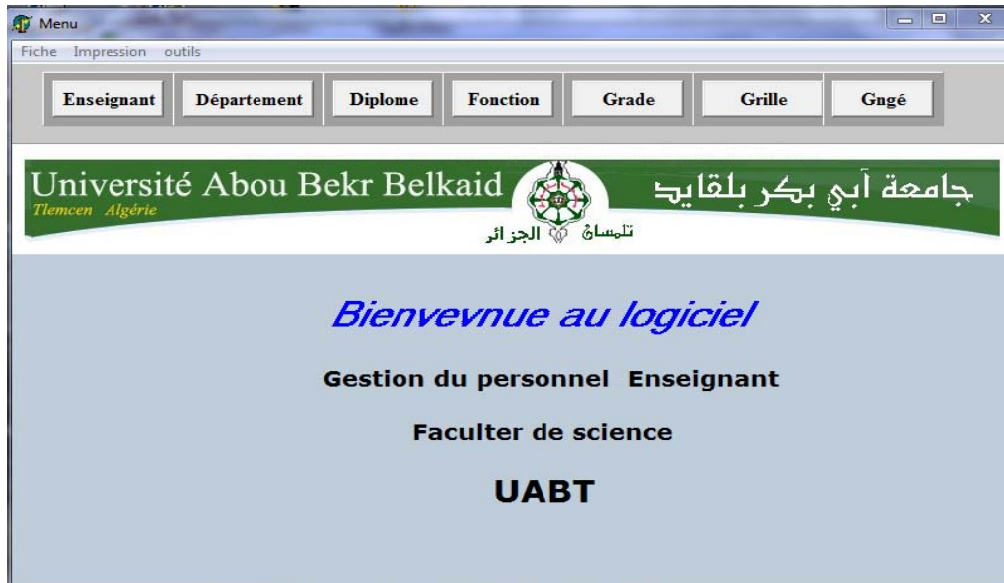 Menu
Fiche Impression outils
Enseignant Département Diplome Fonction Grade Grille Gngé
Université Abou Bekr Belkaid جامعة أبي بكر بلقايد
Tlemcen Algérie
تلمسان الجزائر
Bienvevnue au logiciel
Gestion du personnel Enseignant
Faculter de science
UABT